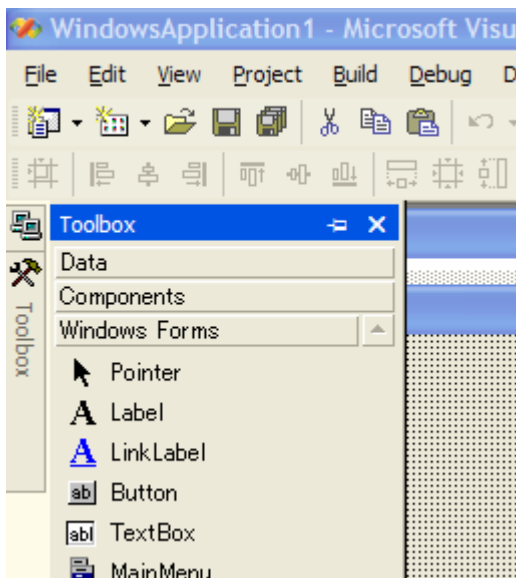 WindowsApplication1 - Microsoft Visu
File Edit View Project Build Debug D
Toolbox
Data
Components
Windows Forms
Toolbox
Pointer
A Label
A LinkLabel
ab Button
abl TextBox
MainMenu